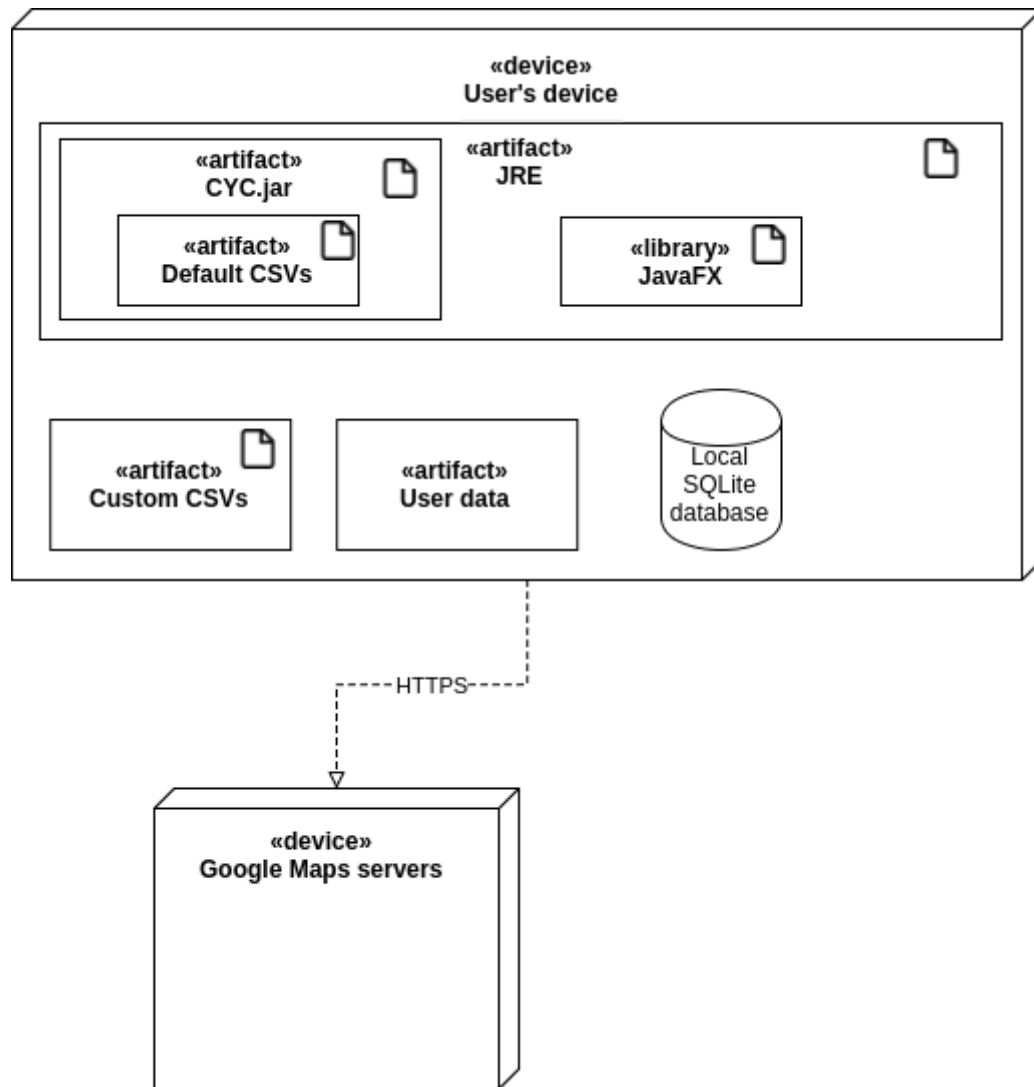 «device»
User's device
«artifact»
CYC.jar
«artifact»
JRE
«artifact»
Default CSVs
«library»
JavaFX
«artifact»
Custom CSVs
«artifact»
User data
Local
SQLite
database
HTTPS
«device»
Google Maps servers